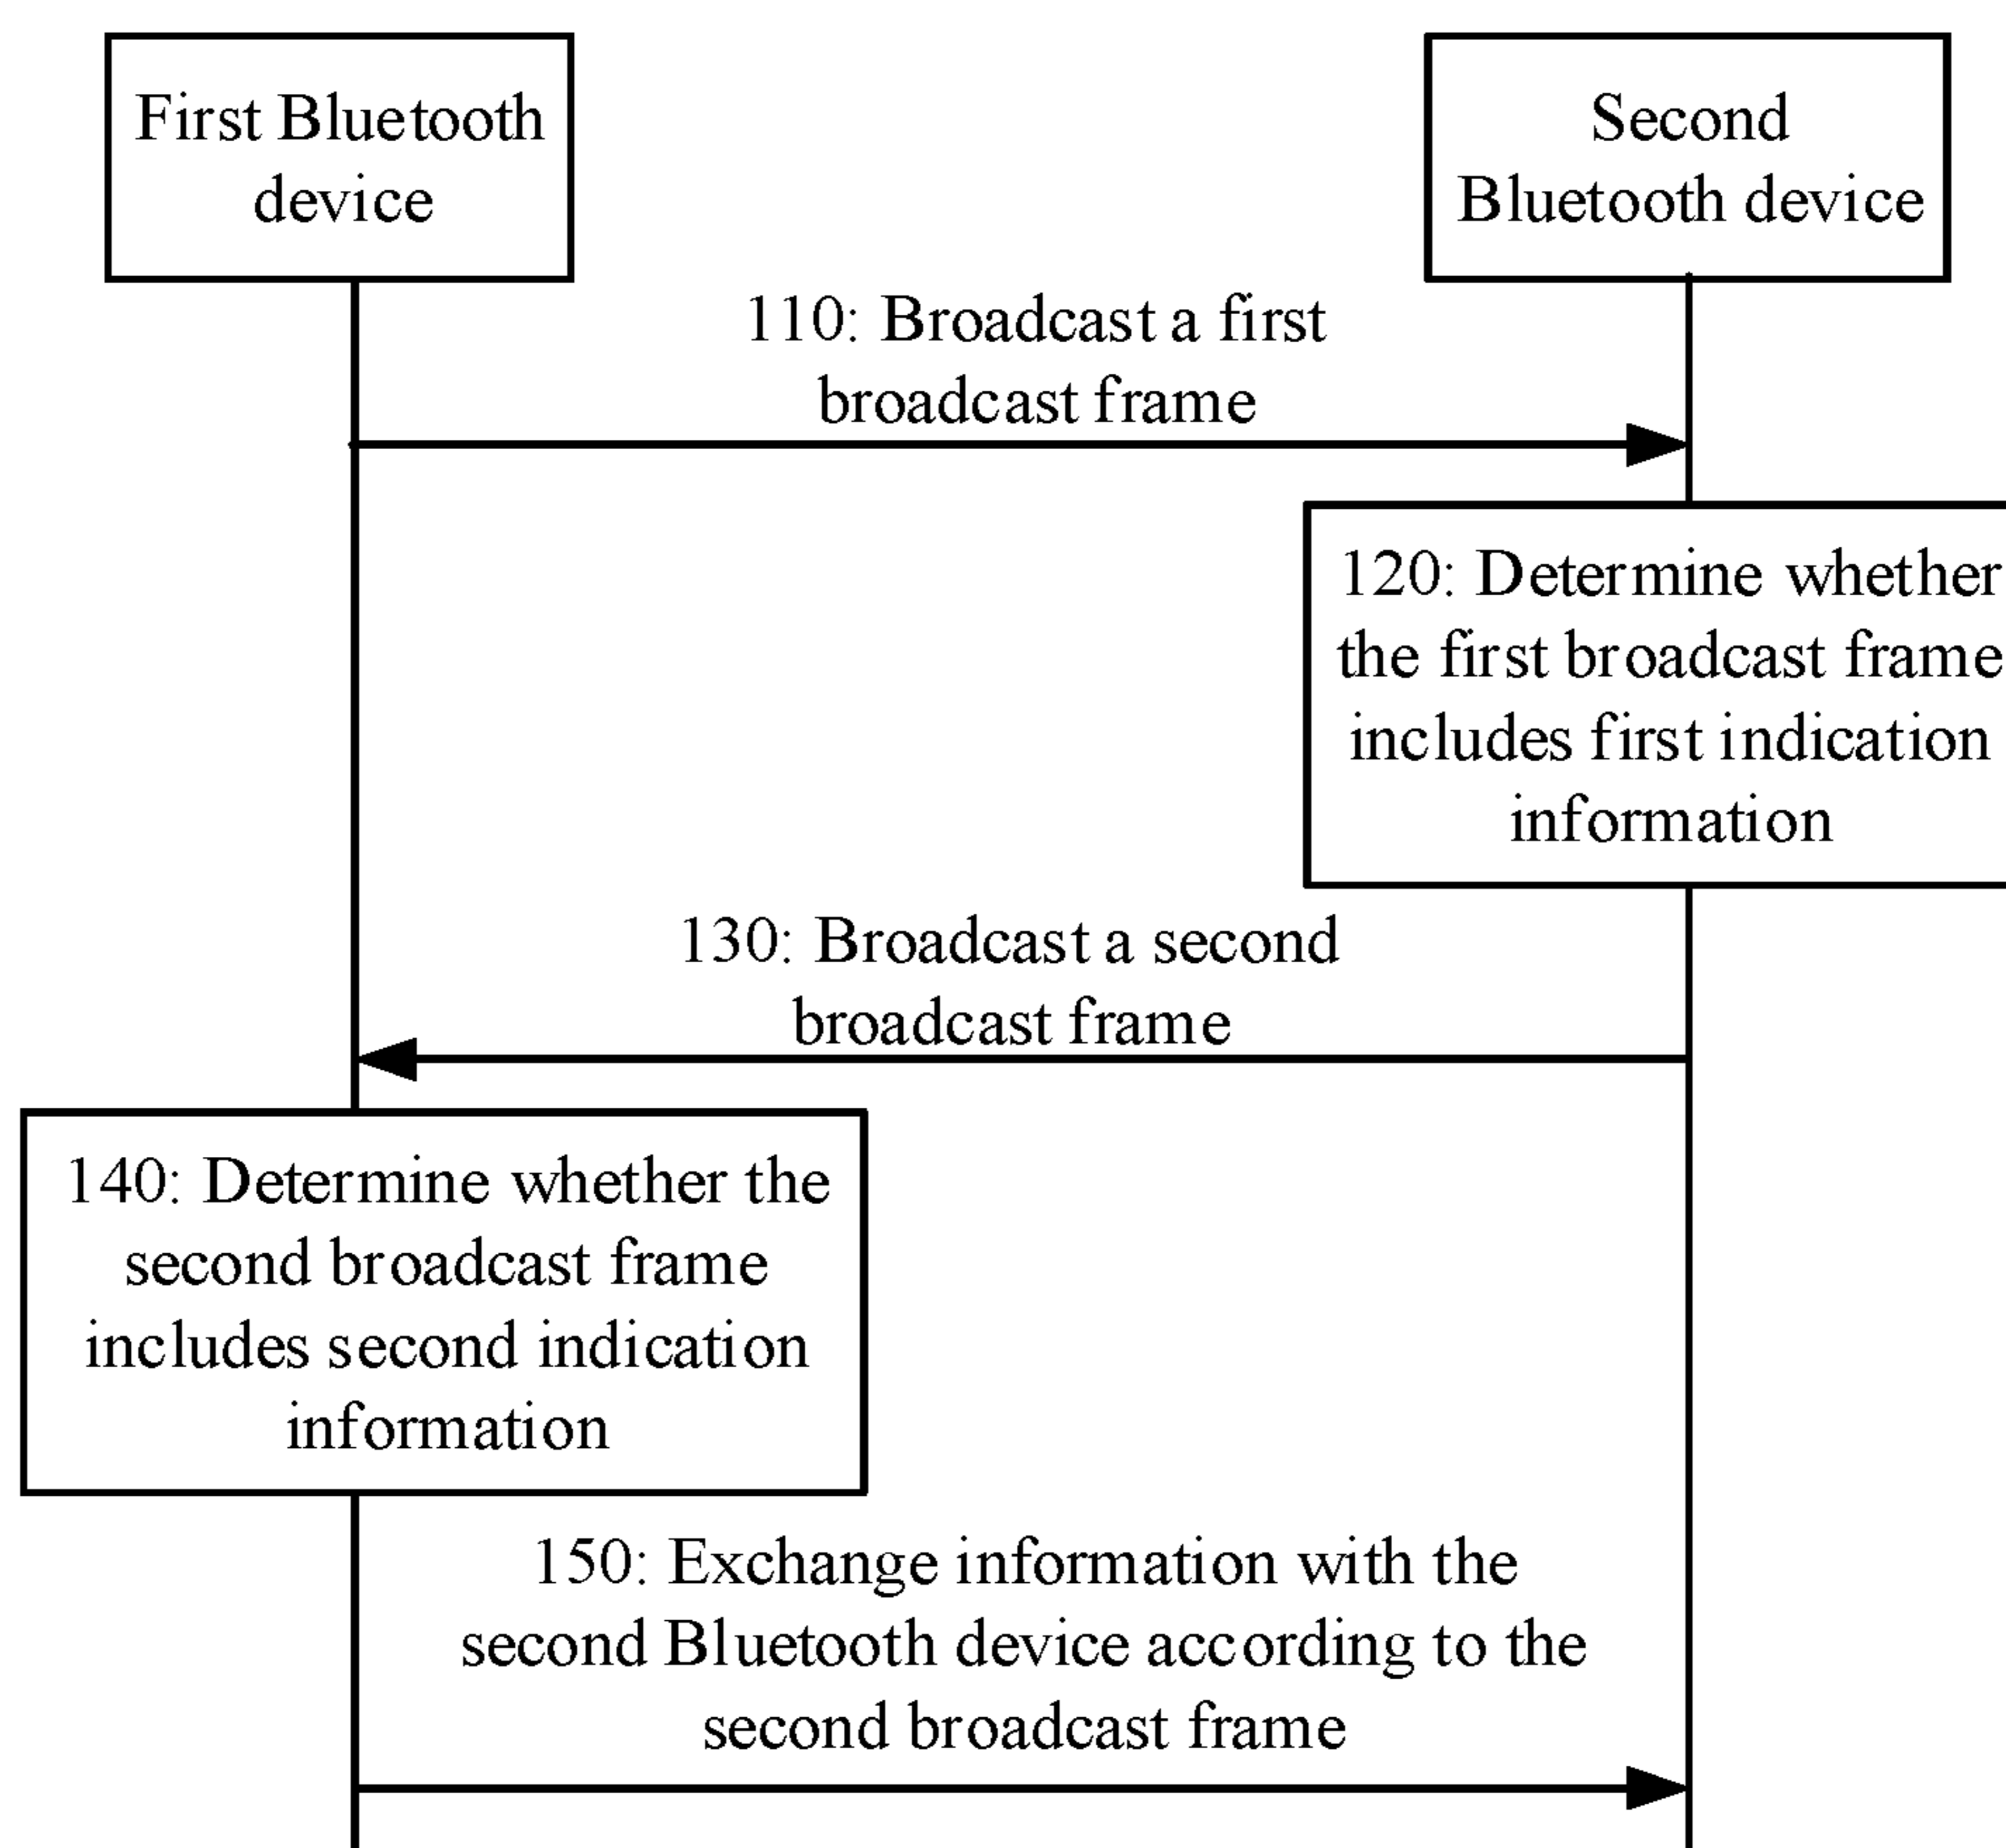 First Bluetooth
device
Second
Bluetooth device
110: Broadcast a first
broadcast frame
120: Determine whether
the first broadcast frame
includes first indication
information
130: Broadcast a second
broadcast frame
140: Determine whether the
second broadcast frame
includes second indication
information
150: Exchange information with the
second Bluetooth device according to the
second broadcast frame